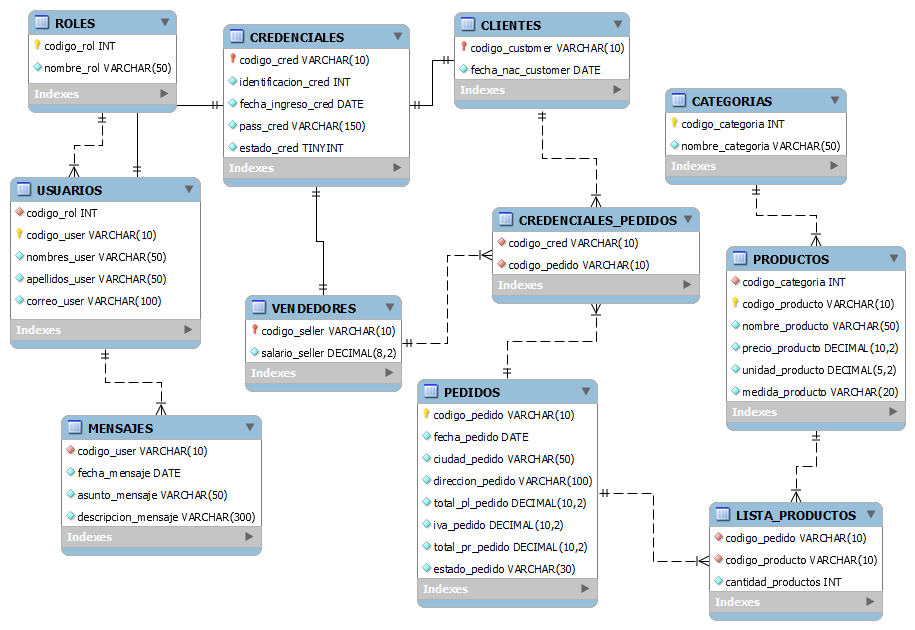 ROLES
codigo_rol INT
nombre_rol VARCHAR(50)
Indexes
CREDENCIALES
codigo_cred VARCHAR(10)
identificacion_cred INT
fecha_ingreso_cred DATE
pass_cred VARCHAR(150)
estado_cred TINYINT
Indexes
CLIENTES
codigo_customer VARCHAR(10)
fecha_nac_customer DATE
Indexes
CATEGORIAS
codigo_categoria INT
nombre_categoria VARCHAR(50)
Indexes
USUARIOS
codigo_rol INT
codigo_user VARCHAR(10)
nombres_user VARCHAR(50)
apellidos_user VARCHAR(50)
correo_user VARCHAR(100)
Indexes
CREDENCIALES_PEDIDOS
codigo_cred VARCHAR(10)
codigo_pedido VARCHAR(10)
Indexes
PRODUCTOS
codigo_categoria INT
codigo_producto VARCHAR(10)
nombre_producto VARCHAR(50)
precio_producto DECIMAL(10,2)
unidad_producto DECIMAL(5,2)
medida_producto VARCHAR(20)
Indexes
VENDEDORES
codigo_seller VARCHAR(10)
salario_seller DECIMAL(8,2)
Indexes
MENSAJES
codigo_user VARCHAR(10)
fecha_mensaje DATE
asunto_mensaje VARCHAR(50)
descripcion_mensaje VARCHAR(300)
Indexes
PEDIDOS
codigo_pedido VARCHAR(10)
fecha_pedido DATE
ciudad_pedido VARCHAR(50)
direccion_pedido VARCHAR(100)
total_pl_pedido DECIMAL(10,2)
iva_pedido DECIMAL(10,2)
total_pr_pedido DECIMAL(10,2)
estado_pedido VARCHAR(30)
Indexes
LISTA_PRODUCTOS
codigo_pedido VARCHAR(10)
codigo_producto VARCHAR(10)
cantidad_productos INT
Indexes